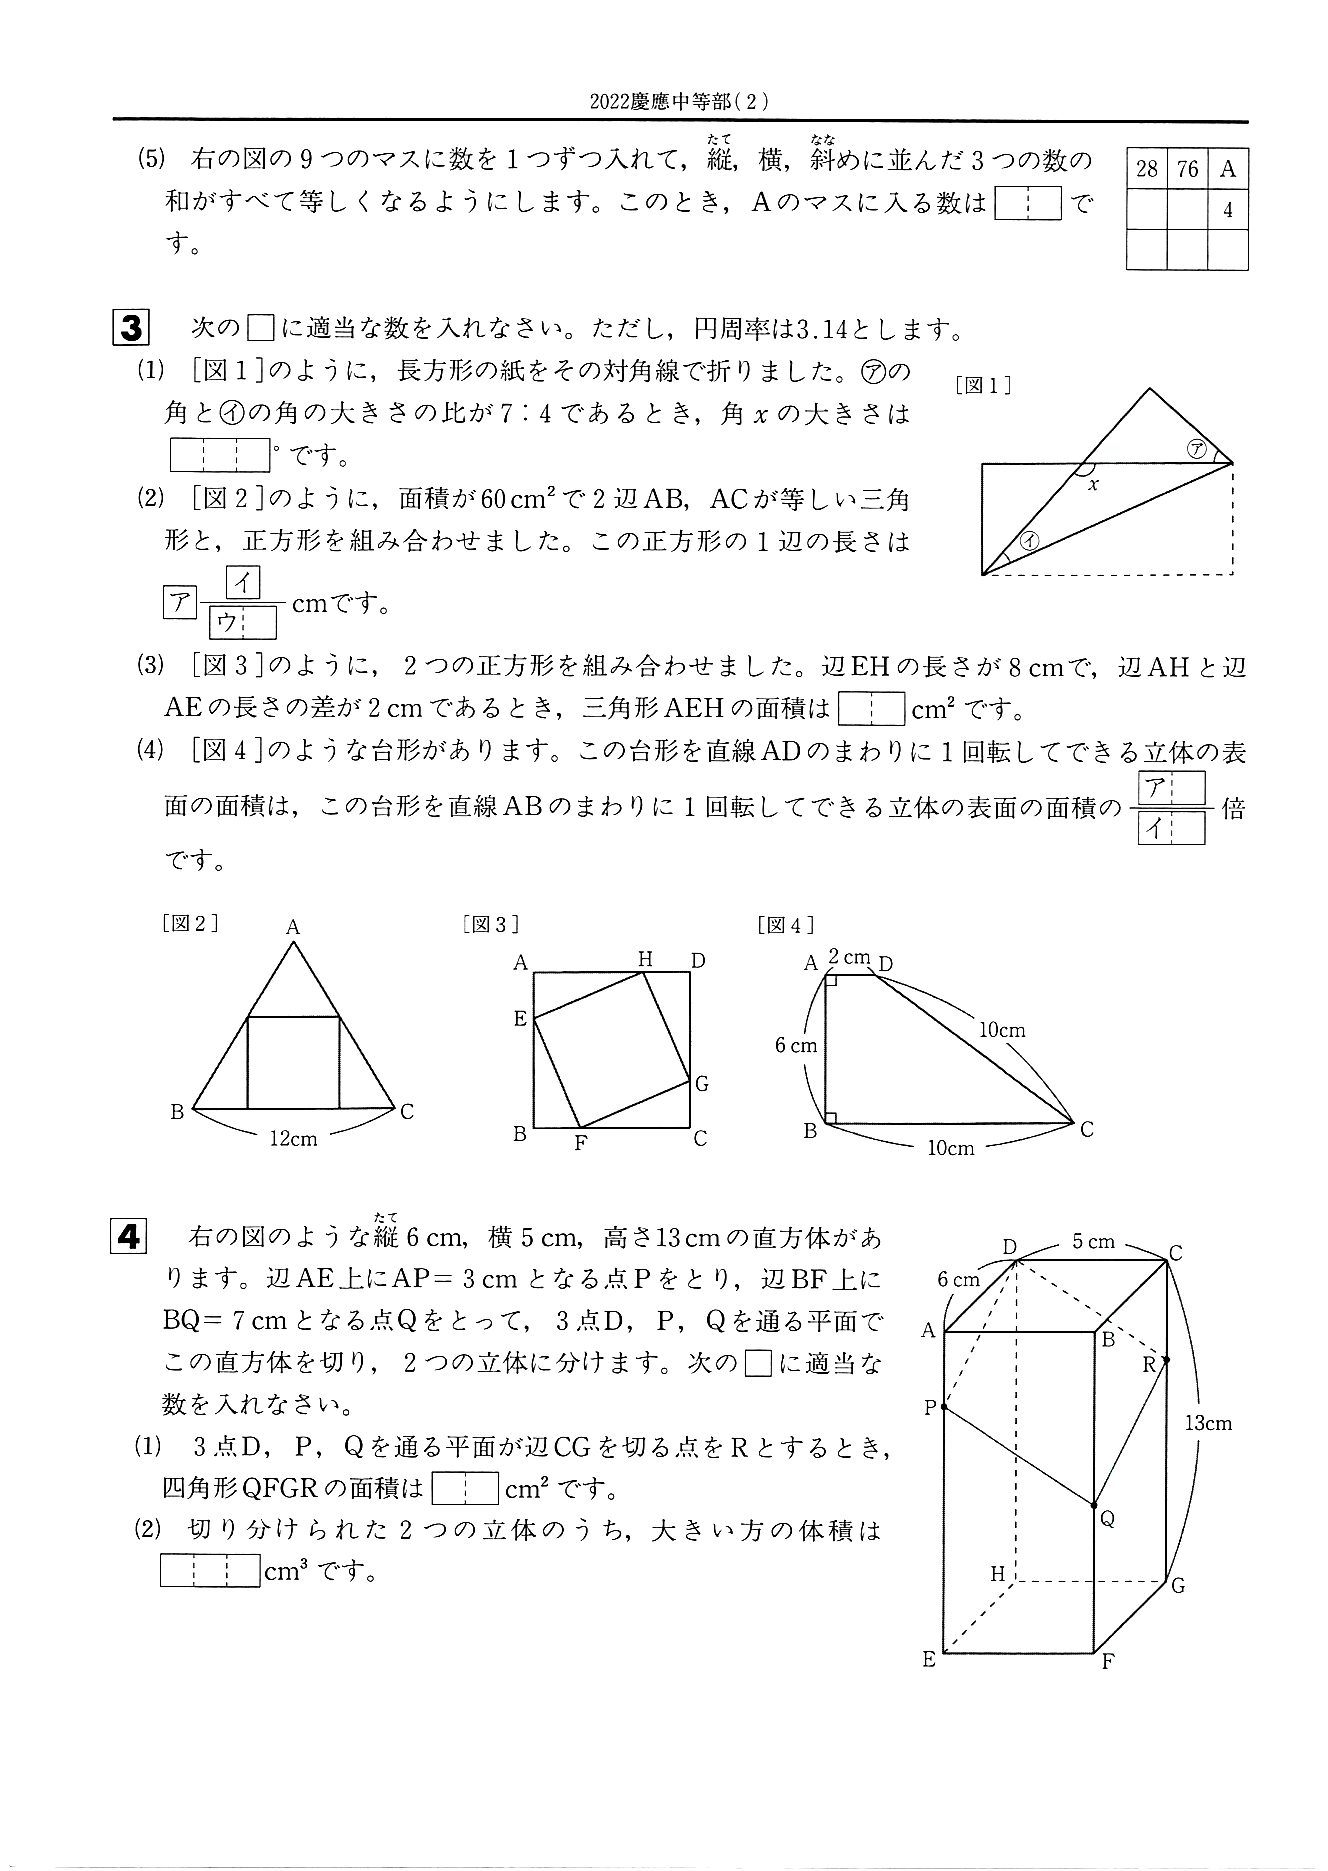 2022慶應中等部(2)
(5) 右の図の9つのマスに数を1つずつ入れて，縦，横，斜めに並んだ3つの数の
たて
なな
和がすべて等しくなるようにします。このとき，Aのマスに入る数は□で
す。
28 76 A
4
3 次の□に適当な数を入れなさい。ただし，円周率は3.14とします。
(1) [図1]のように，長方形の紙をその対角線で折りました。㋐の
角と㋑の角の大きさの比が7：4であるとき，角xの大きさは
□°です。
[図1]
㋐
x
㋑
(2) [図2]のように，面積が60cm²で2辺AB，ACが等しい三角
形と，正方形を組み合わせました。この正方形の1辺の長さは
ア イ/ウ cmです。
(3) [図3]のように，2つの正方形を組み合わせました。辺EHの長さが8cmで，辺AHと辺
AEの長さの差が2cmであるとき，三角形AEHの面積は□cm²です。
(4) [図4]のような台形があります。この台形を直線ADのまわりに1回転してできる立体の表
面の面積は，この台形を直線ABのまわりに1回転してできる立体の表面の面積の ア/イ 倍
です。
[図2]
A
B
C
12cm
[図3]
A H D
E
G
B F C
[図4]
A 2cm D
10cm
6cm
B
C
10cm
4 右の図のような縦6cm，横5cm，高さ13cmの直方体があ
たて
ります。辺AE上にAP=3cmとなる点Pをとり，辺BF上に
BQ=7cmとなる点Qをとって，3点D，P，Qを通る平面で
この直方体を切り，2つの立体に分けます。次の□に適当な
数を入れなさい。
(1) 3点D，P，Qを通る平面が辺CGを切る点をRとするとき，
四角形QFGRの面積は□cm²です。
(2) 切り分けられた2つの立体のうち，大きい方の体積は
□cm³です。
D 5cm C
6cm
A
B
R
P
13cm
Q
H
G
E
F